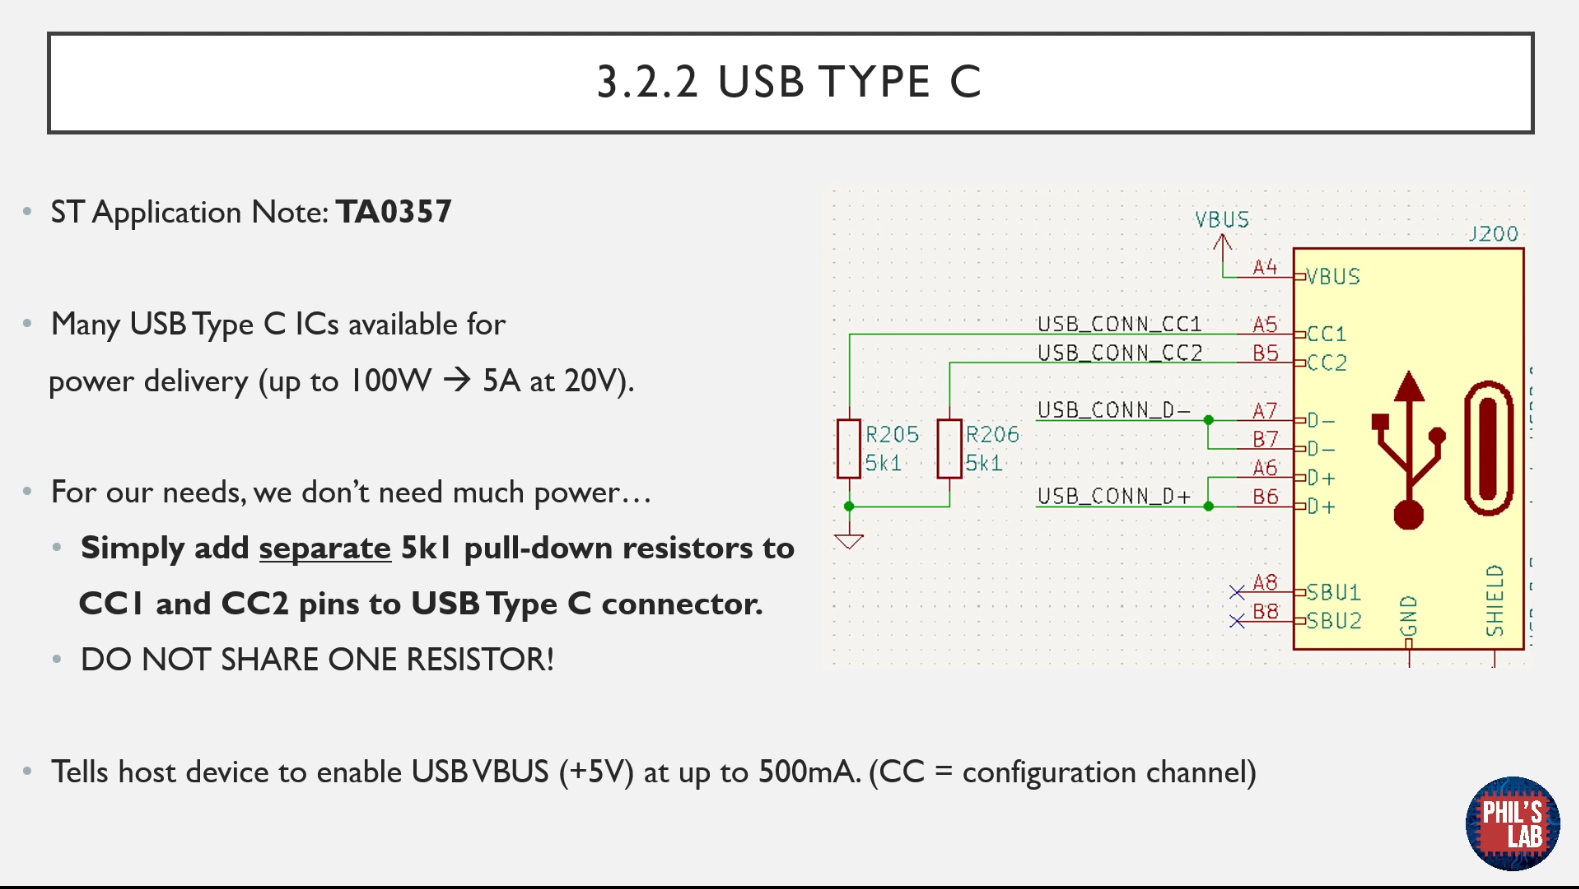 3.2.2 USB TYPE C
• ST Application Note: TA0357
• Many USB Type C ICs available for
power delivery (up to 100W → 5A at 20V).
• For our needs, we don't need much power…
• Simply add separate 5k1 pull-down resistors to
CC1 and CC2 pins to USB Type C connector.
• DO NOT SHARE ONE RESISTOR!
• Tells host device to enable USB VBUS (+5V) at up to 500mA. (CC = configuration channel)
VBUS
J200
A4 VBUS
USB_CONN_CC1 A5 CC1
USB_CONN_CC2 B5 CC2
USB_CONN_D- A7 D-
B7 D-
A6 D+
USB_CONN_D+ B6 D+
R205
5k1
R206
5k1
A8 SBU1
B8 SBU2
GND
SHIELD
PHIL'S
LAB